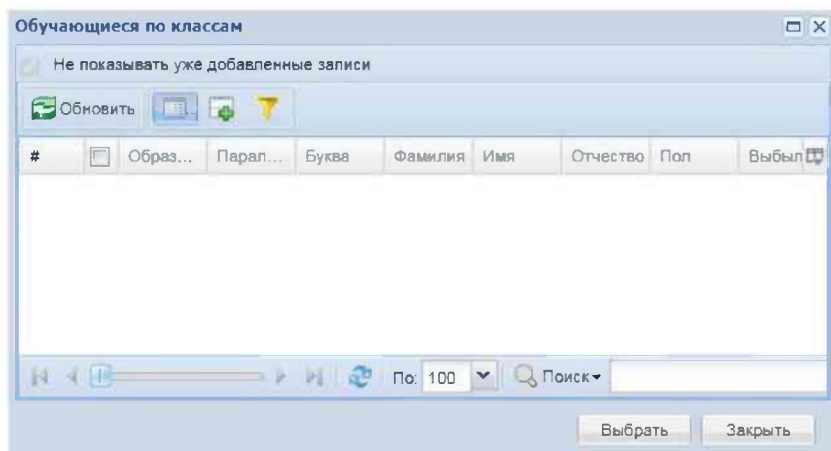 Обучающиеся по классам
Не показывать уже добавленные записи
Обновить
# Образ... Парал... Буква Фамилия Имя Отчество Пол Выбыл
По: 100 Поиск
Выбрать Закрыть